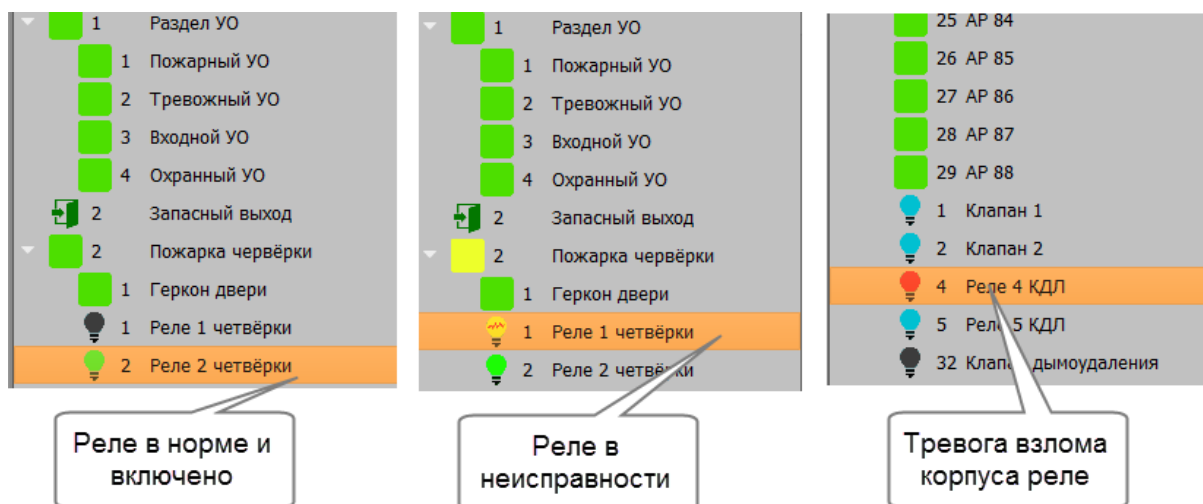 1 Раздел УО
1 Пожарный УО
2 Тревожный УО
3 Входной УО
4 Охранный УО
2 Запасный выход
2 Пожарка червёрки
1 Геркон двери
1 Реле 1 четвёрки
2 Реле 2 четвёрки
Реле в норме и
включено
1 Раздел УО
1 Пожарный УО
2 Тревожный УО
3 Входной УО
4 Охранный УО
2 Запасный выход
2 Пожарка червёрки
1 Геркон двери
1 Реле 1 четвёрки
2 Реле 2 четвёрки
Реле в
неисправности
25 АР 84
26 АР 85
27 АР 86
28 АР 87
29 АР 88
1 Клапан 1
2 Клапан 2
4 Реле 4 КДЛ
5 Реле 5 КДЛ
32 Клапан дымоудаления
Тревога взлома
корпуса реле